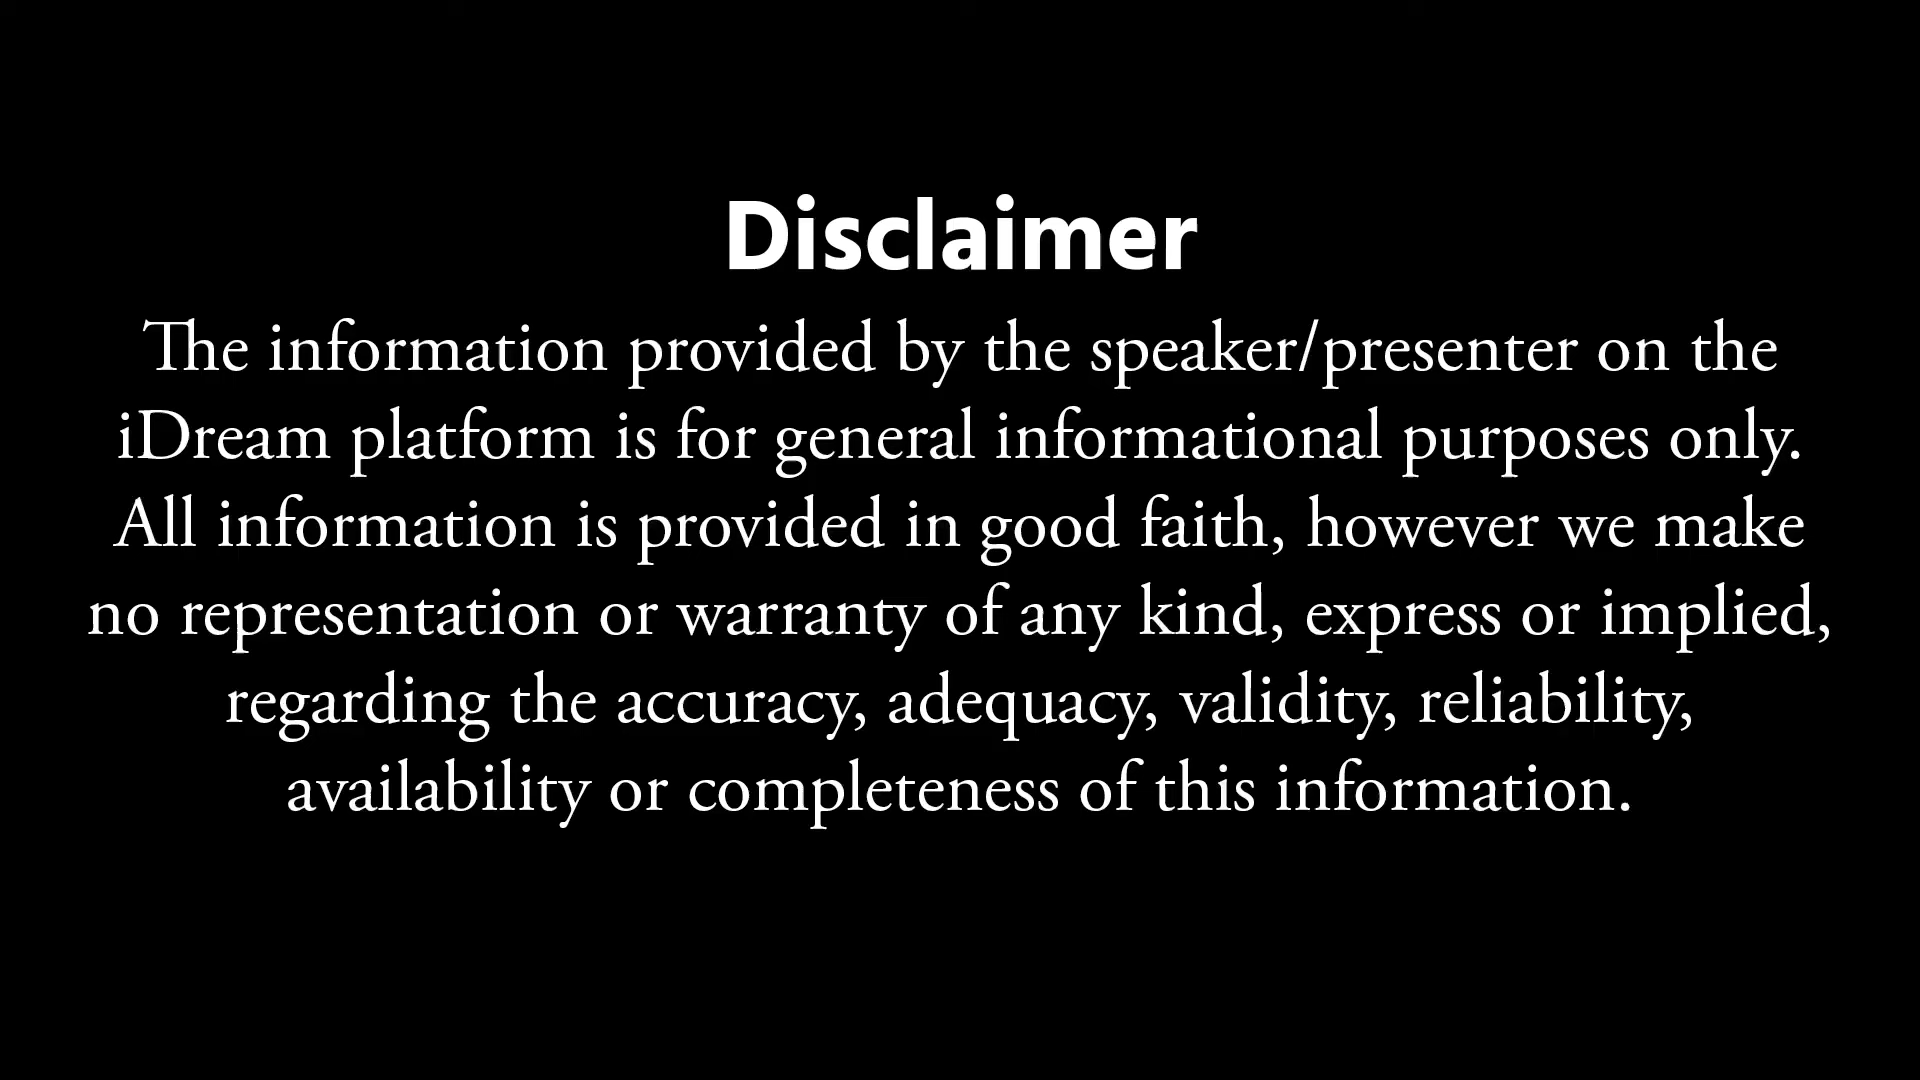 Disclaimer
The information provided by the speaker/presenter on the
iDream platform is for general informational purposes only.
All information is provided in good faith, however we make
no representation or warranty of any kind, express or implied,
regarding the accuracy, adequacy, validity, reliability,
availability or completeness of this information.